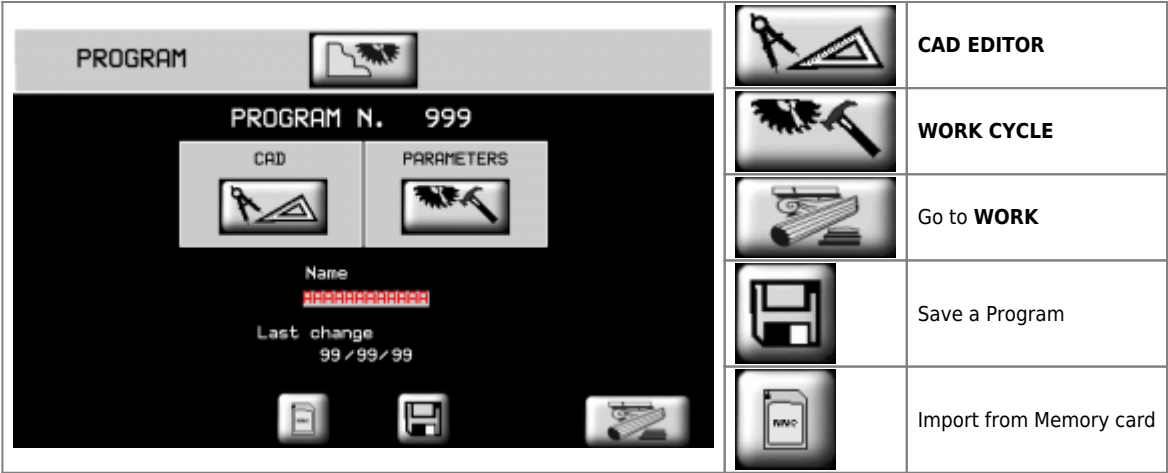 PROGRAM
PROGRAM N. 999
CAD
PARAMETERS
Name
AAAAAAAAAAAA
Last change
99/99/99
CAD EDITOR
WORK CYCLE
Go to WORK
Save a Program
Import from Memory card